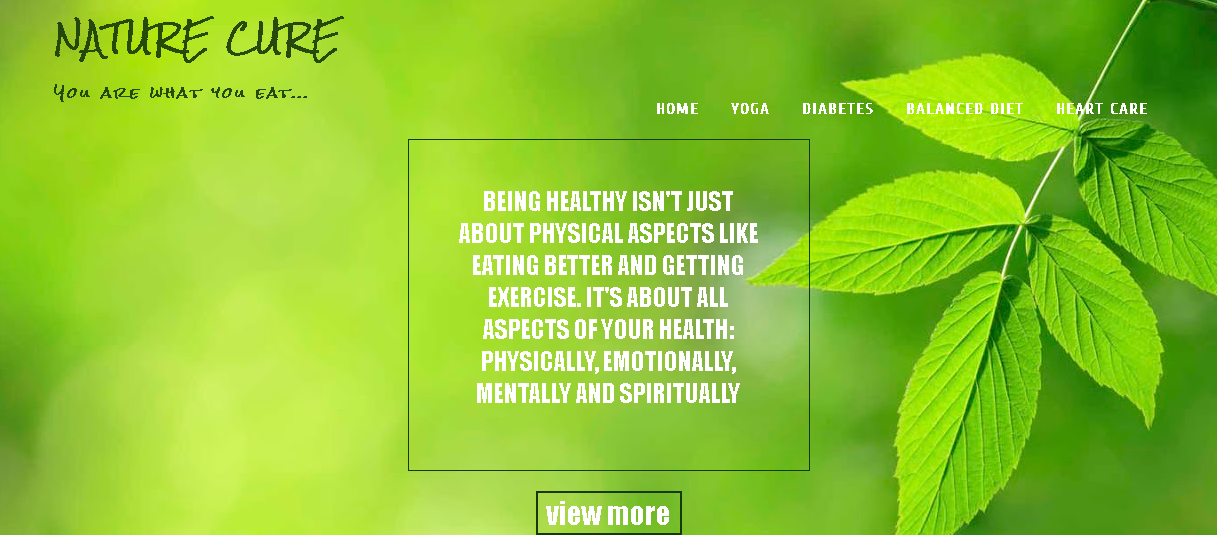 NATURE CURE
You are what you eat...
HOME YOGA DIABETES BALANCED DIET HEART CARE
BEING HEALTHY ISN'T JUST
ABOUT PHYSICAL ASPECTS LIKE
EATING BETTER AND GETTING
EXERCISE. IT'S ABOUT ALL
ASPECTS OF YOUR HEALTH:
PHYSICALLY, EMOTIONALLY,
MENTALLY AND SPIRITUALLY
view more